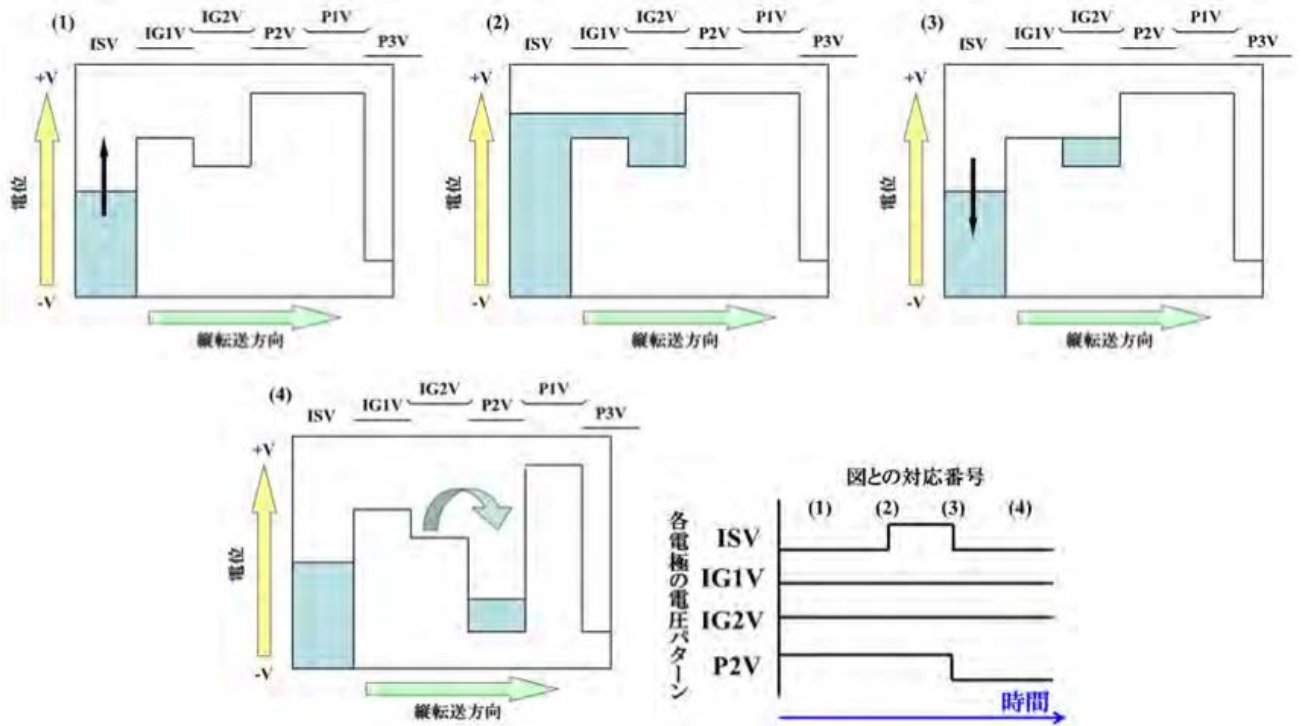 (1) ISV IG1V IG2V P2V P1V P3V
+V
電位
-V
縦転送方向
(2) ISV IG1V IG2V P2V P1V P3V
+V
電位
-V
縦転送方向
(3) ISV IG1V IG2V P2V P1V P3V
+V
電位
-V
縦転送方向
(4) ISV IG1V IG2V P2V P1V P3V
+V
電位
-V
縦転送方向
図との対応番号
(1) (2) (3) (4)
各電極の電圧パターン
ISV
IG1V
IG2V
P2V
時間